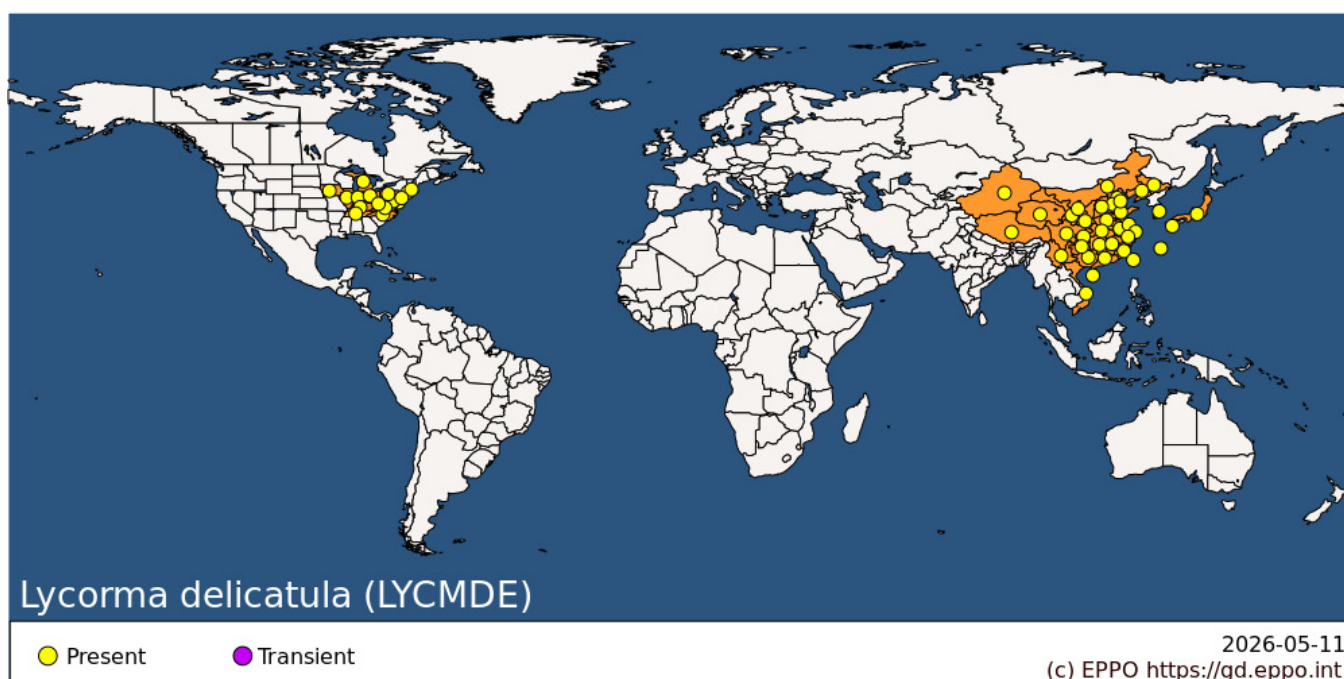 Lycorma delicatula (LYCMDE)
Present
Transient
2026-05-11
(c) EPPO https://gd.eppo.int